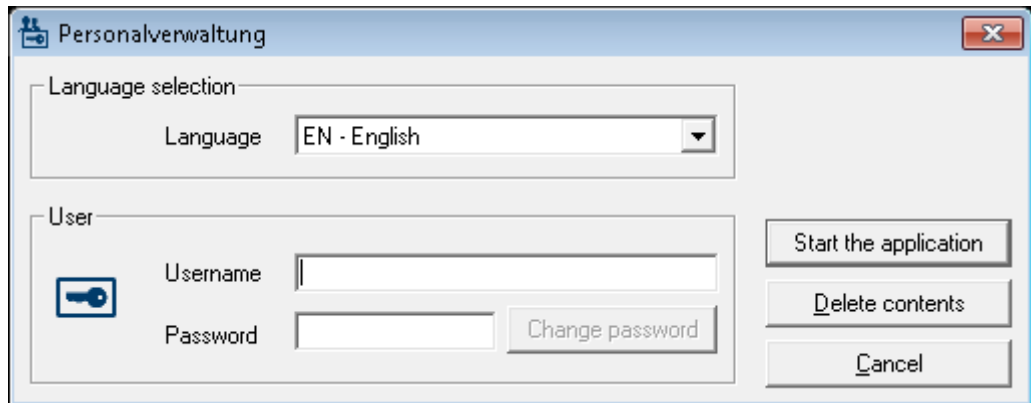 Personalverwaltung
Language selection
Language EN - English
User
Username
Password Change password
Start the application
Delete contents
Cancel